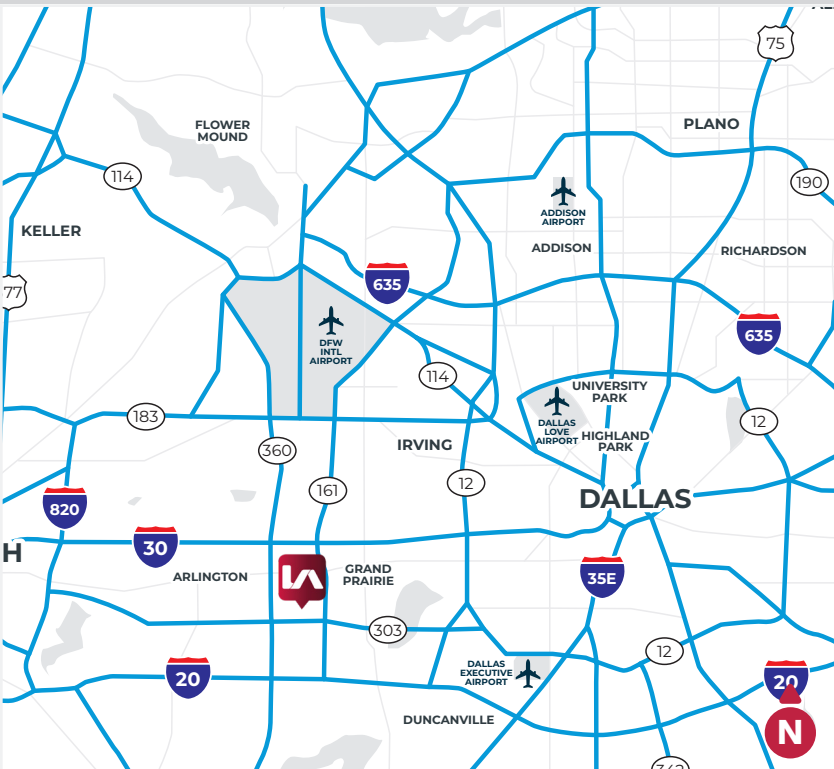 75
PLANO
FLOWER
MOUND
114
190
ADDISON
AIRPORT
KELLER
ADDISON
RICHARDSON
635
77
635
DFW
INTL
AIRPORT
114
UNIVERSITY
PARK
183
12
DALLAS
LOVE
AIRPORT
HIGHLAND
PARK
IRVING
360
161
12
DALLAS
820
H
30
GRAND
PRAIRIE
ARLINGTON
35E
303
12
DALLAS
EXECUTIVE
AIRPORT
20
20
DUNCANVILLE
N